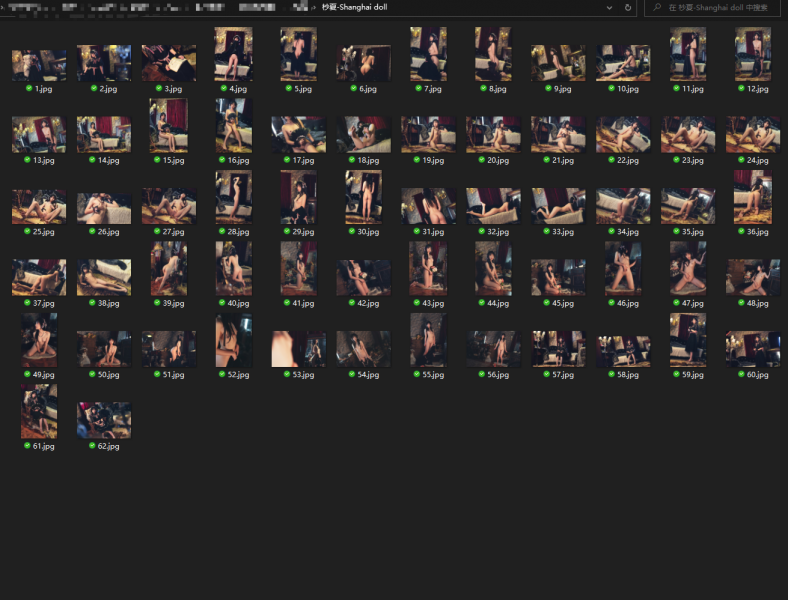 杪夏-Shanghai doll
在 杪夏-Shanghai doll 中搜索
1.jpg 2.jpg 3.jpg 4.jpg 5.jpg 6.jpg 7.jpg 8.jpg 9.jpg 10.jpg 11.jpg 12.jpg
13.jpg 14.jpg 15.jpg 16.jpg 17.jpg 18.jpg 19.jpg 20.jpg 21.jpg 22.jpg 23.jpg 24.jpg
25.jpg 26.jpg 27.jpg 28.jpg 29.jpg 30.jpg 31.jpg 32.jpg 33.jpg 34.jpg 35.jpg 36.jpg
37.jpg 38.jpg 39.jpg 40.jpg 41.jpg 42.jpg 43.jpg 44.jpg 45.jpg 46.jpg 47.jpg 48.jpg
49.jpg 50.jpg 51.jpg 52.jpg 53.jpg 54.jpg 55.jpg 56.jpg 57.jpg 58.jpg 59.jpg 60.jpg
61.jpg 62.jpg